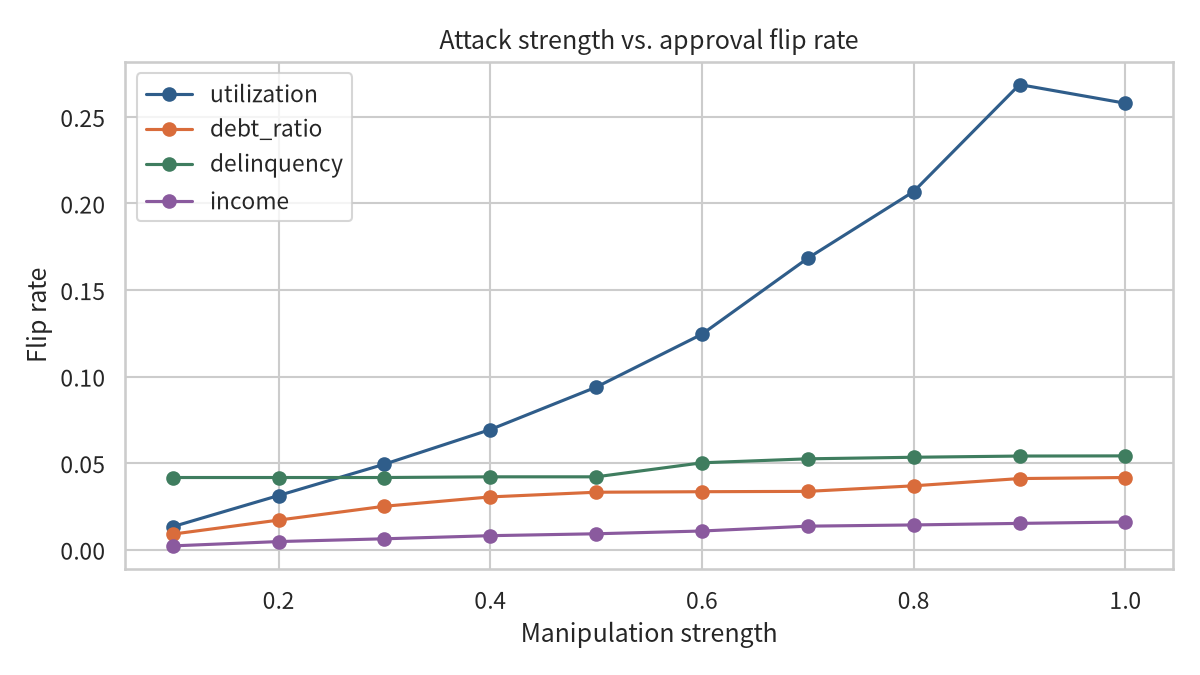 Attack strength vs. approval flip rate
utilization
debt_ratio
delinquency
income
Flip rate
0.25
0.20
0.15
0.10
0.05
0.00
0.2
0.4
0.6
0.8
1.0
Manipulation strength